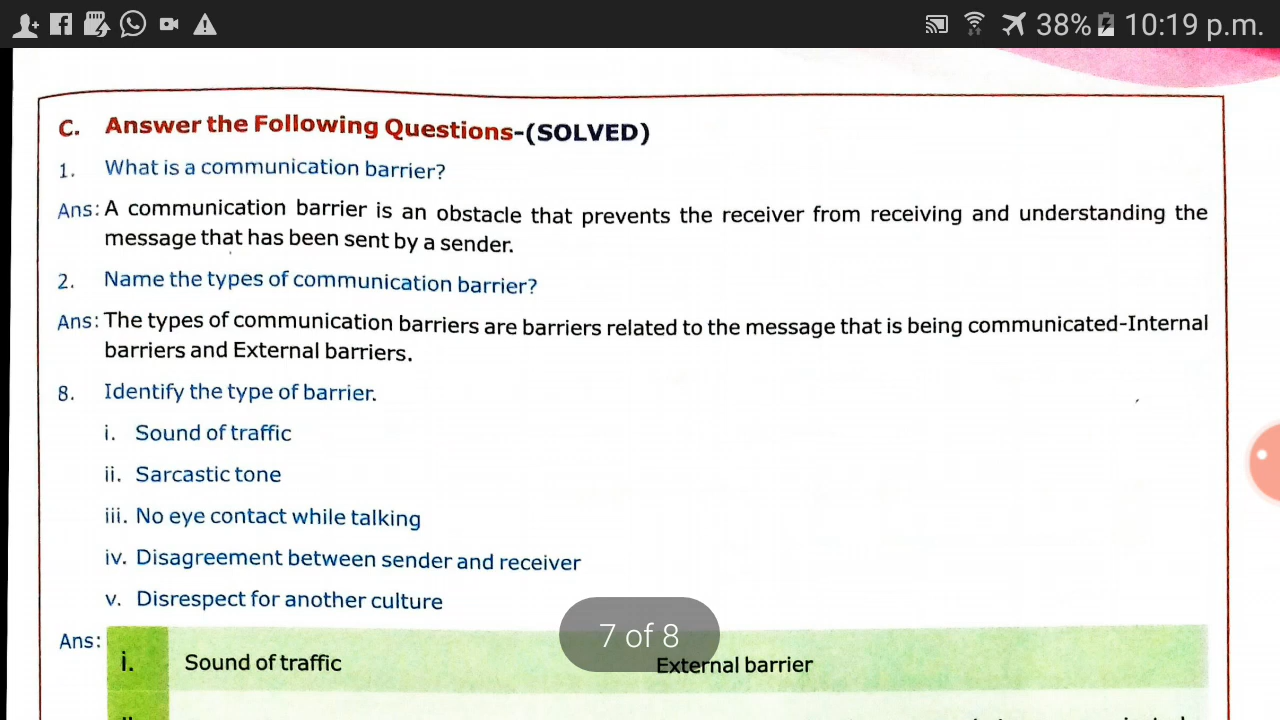 38% 10:19 p.m.
C. Answer the Following Questions-(SOLVED)
1. What is a communication barrier?
Ans: A communication barrier is an obstacle that prevents the receiver from receiving and understanding the
message that has been sent by a sender.
2. Name the types of communication barrier?
Ans: The types of communication barriers are barriers related to the message that is being communicated-Internal
barriers and External barriers.
8. Identify the type of barrier.
i. Sound of traffic
ii. Sarcastic tone
iii. No eye contact while talking
iv. Disagreement between sender and receiver
v. Disrespect for another culture
7 of 8
Ans: i. Sound of traffic External barrier